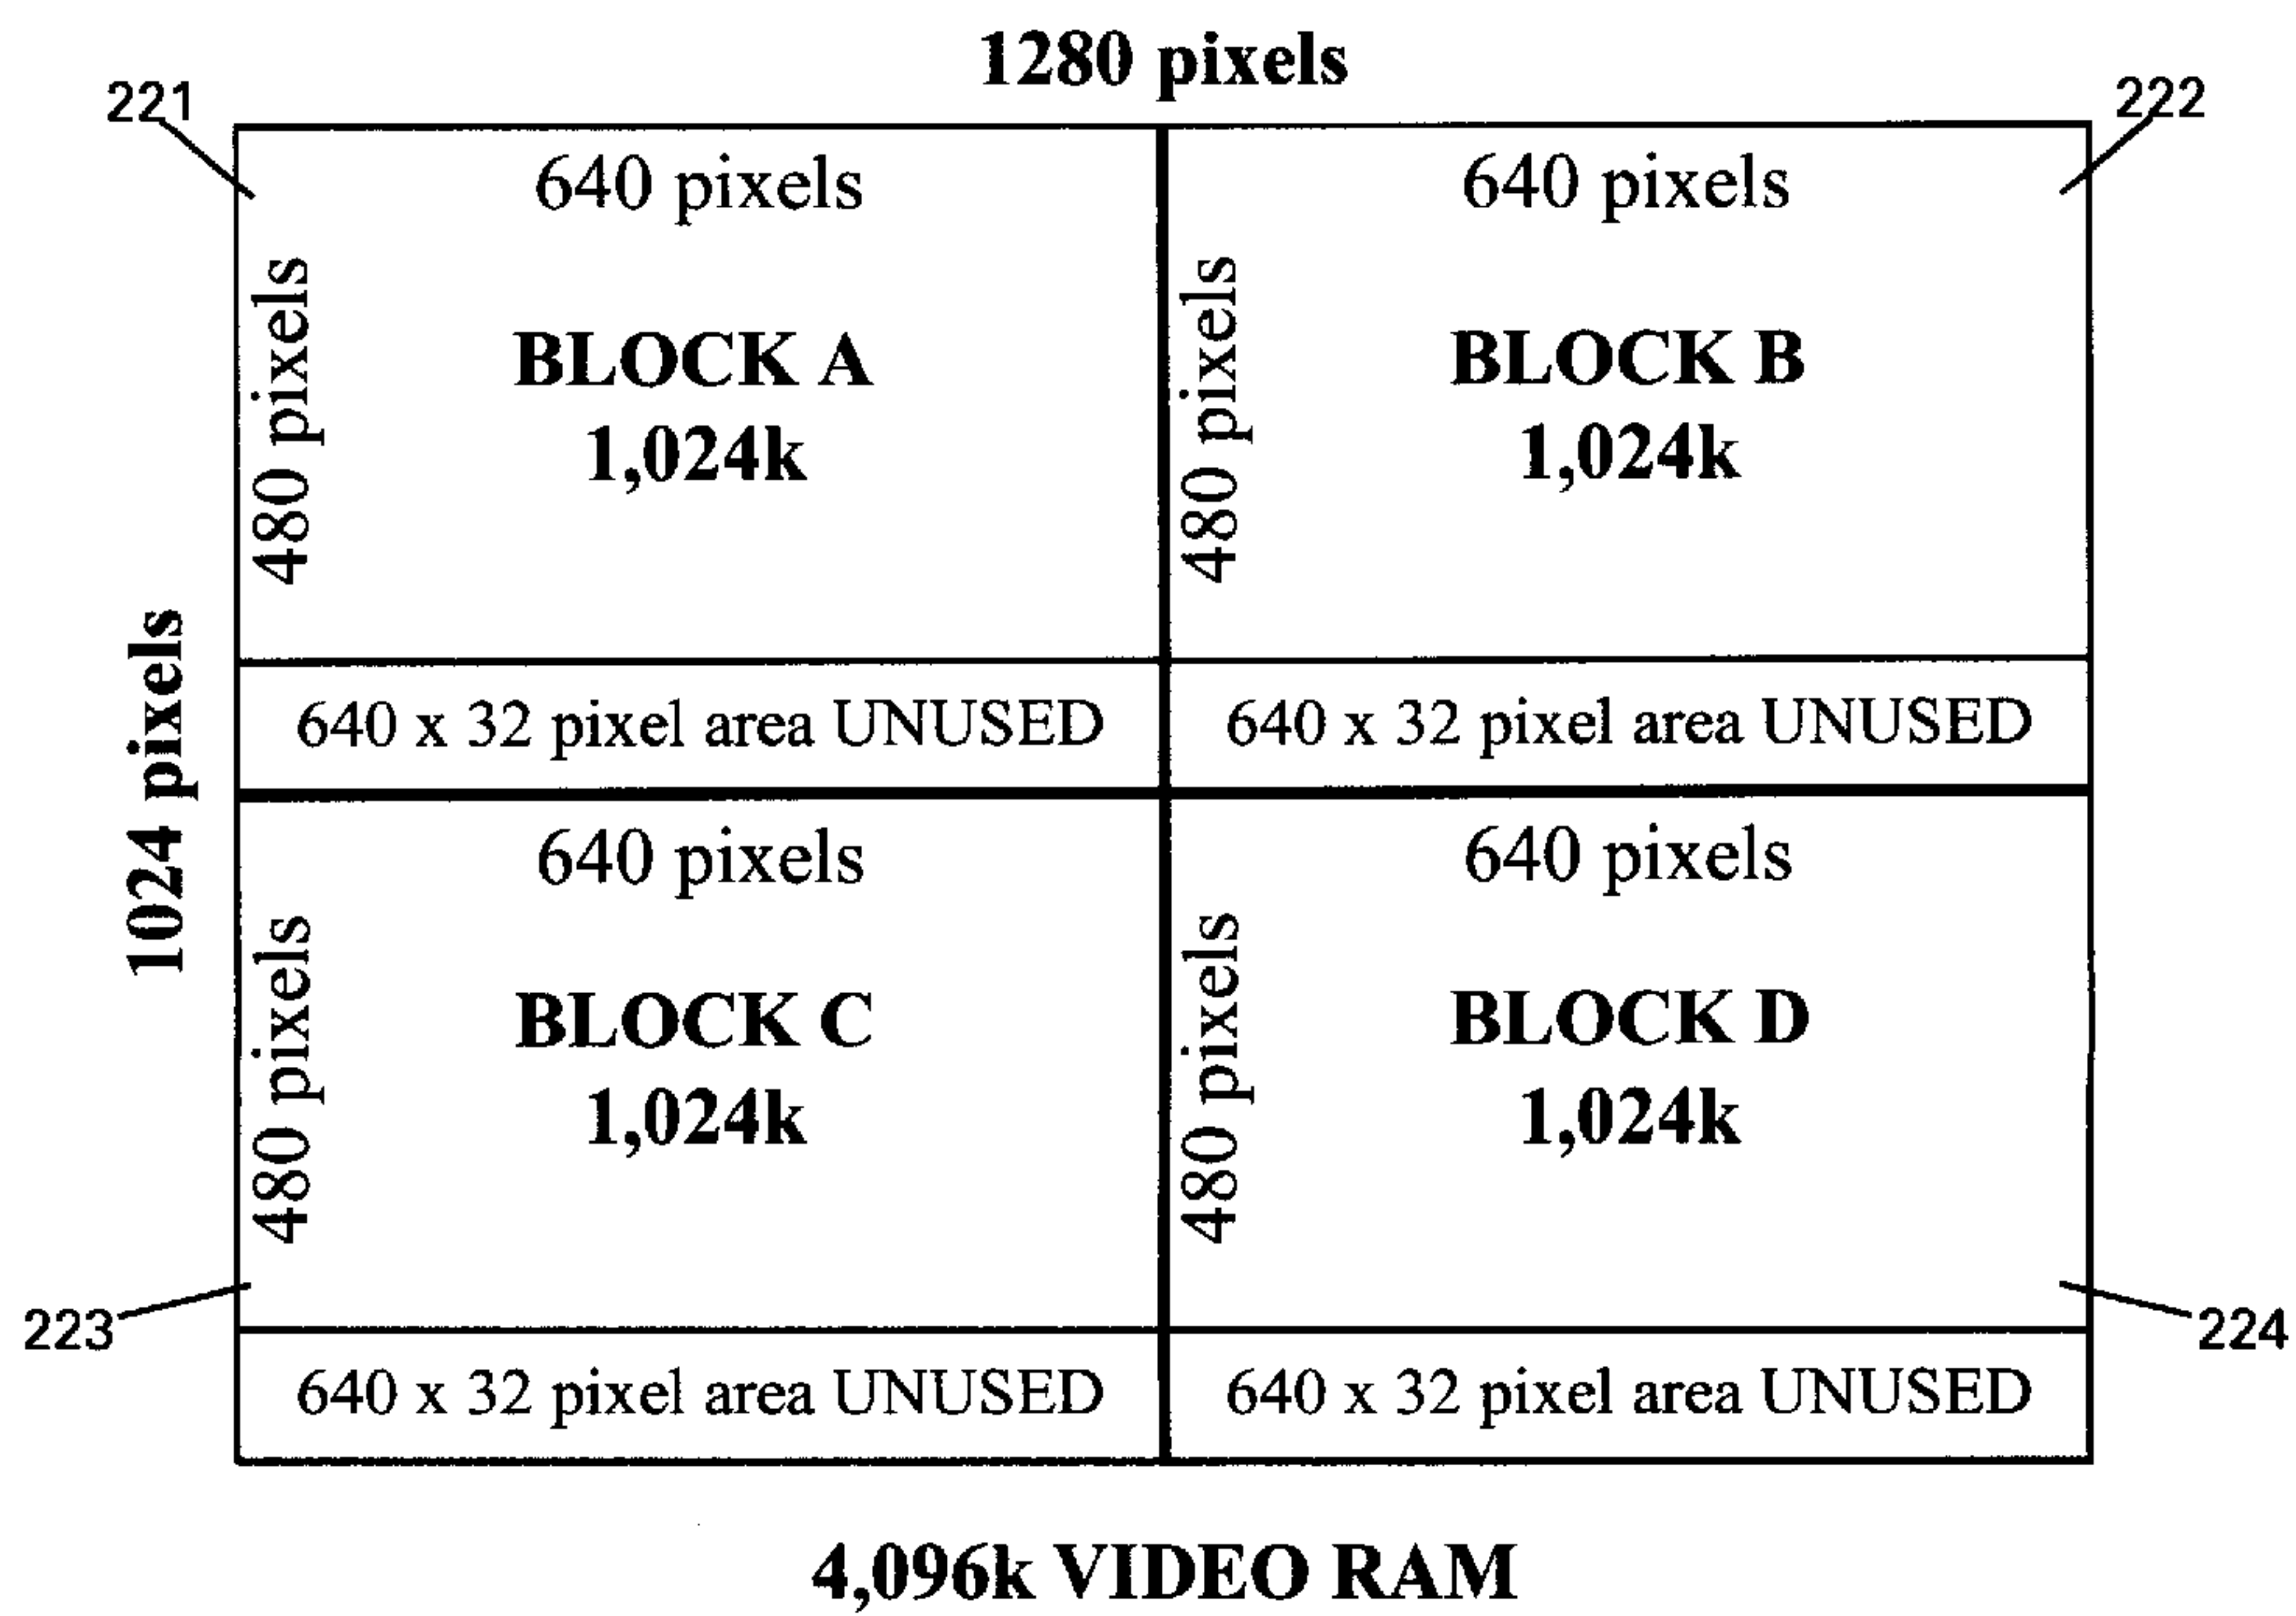 1280 pixels
221
222
640 pixels
640 pixels
480 pixels
BLOCK A
1,024k
480 pixels
BLOCK B
1,024k
640 x 32 pixel area UNUSED
640 x 32 pixel area UNUSED
1024 pixels
640 pixels
640 pixels
480 pixels
BLOCK C
1,024k
480 pixels
BLOCK D
1,024k
223
224
640 x 32 pixel area UNUSED
640 x 32 pixel area UNUSED
4,096k VIDEO RAM